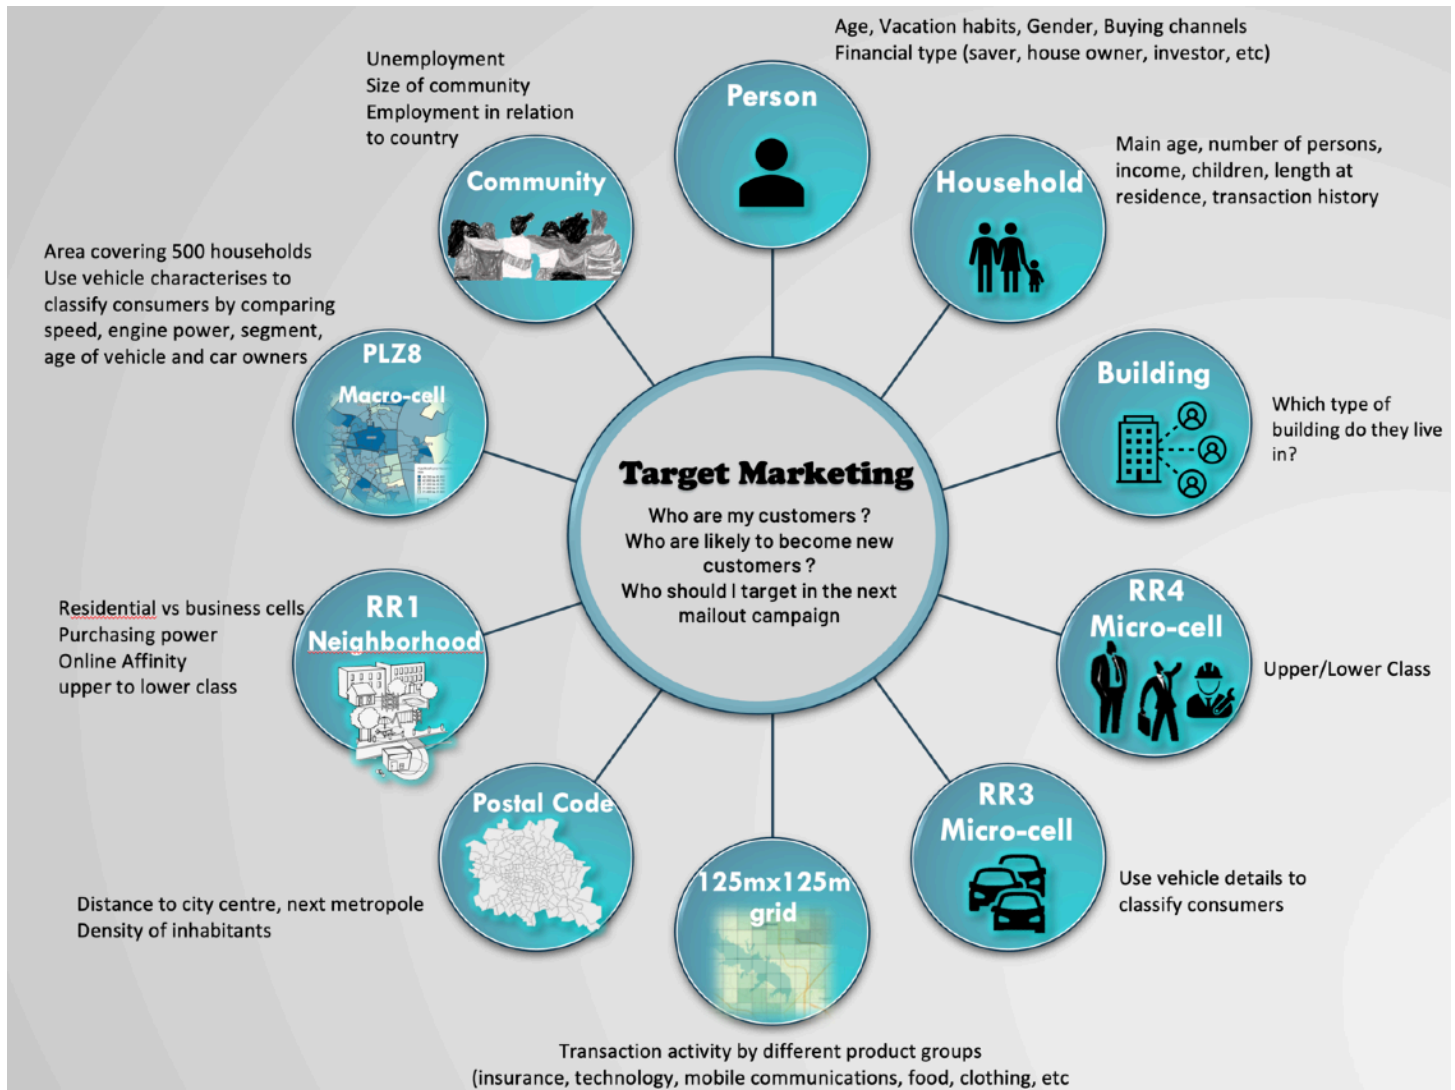 Age, Vacation habits, Gender, Buying channels
Financial type (saver, house owner, investor, etc)
Person
Unemployment
Size of community
Employment in relation
to country
Community
Main age, number of persons,
income, children, length at
residence, transaction history
Household
Area covering 500 households
Use vehicle characterises to
classify consumers by comparing
speed, engine power, segment,
age of vehicle and car owners
PLZ8
Macro-cell
Building
Which type of
building do they live
in?
Target Marketing
Who are my customers ?
Who are likely to become new
customers ?
Who should I target in the next
mailout campaign
Residential vs business cells
Purchasing power
Online Affinity
upper to lower class
RR1
Neighborhood
RR4
Micro-cell
Upper/Lower Class
Postal Code
Distance to city centre, next metropole
Density of inhabitants
125mx125m
grid
RR3
Micro-cell
Use vehicle details to
classify consumers
Transaction activity by different product groups
(insurance, technology, mobile communications, food, clothing, etc